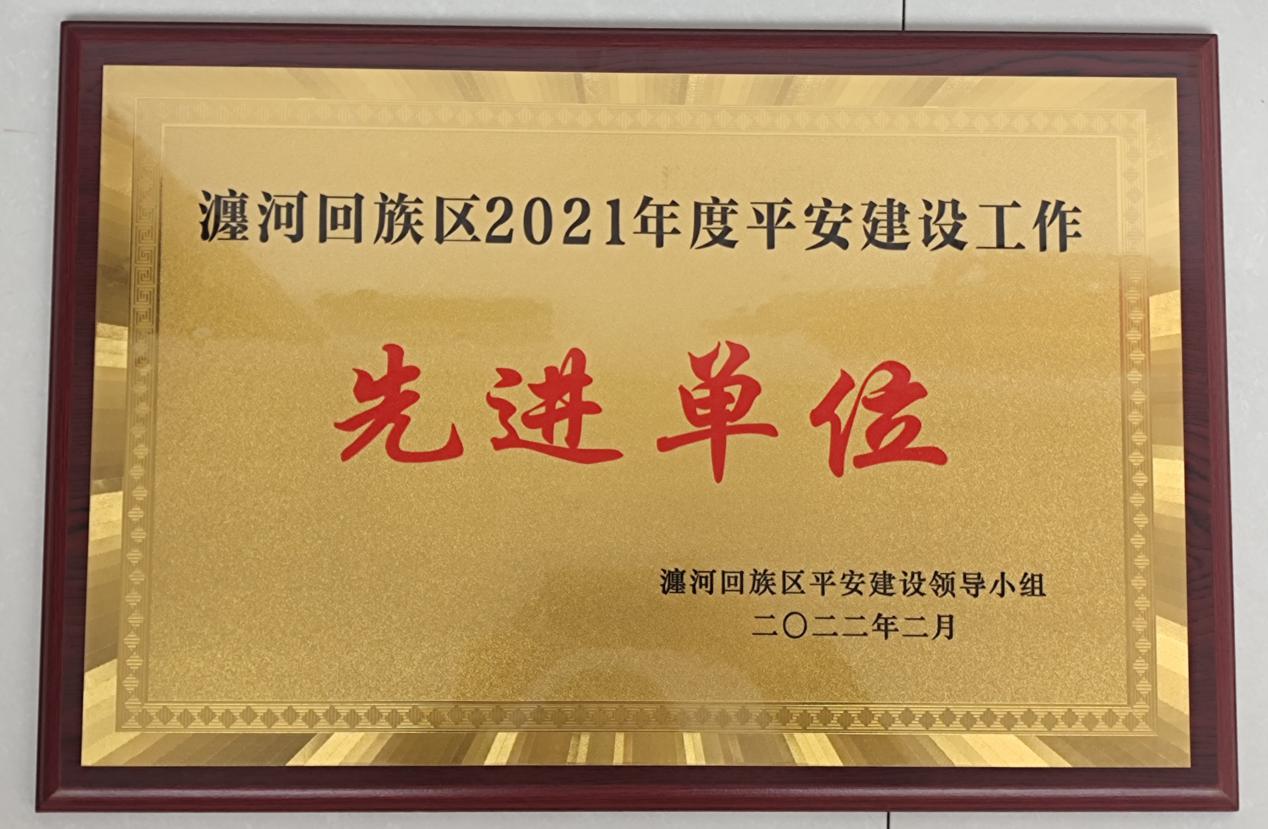 瀍河回族区2021年度平安建设工作
先进单位
瀍河回族区平安建设领导小组
二〇二二年二月